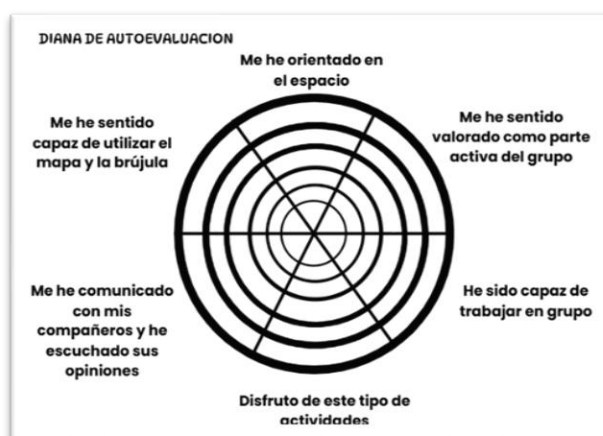 DIANA DE AUTOEVALUACION
Me he orientado en
el espacio
Me he sentido
valorado como parte
activa del grupo
Me he sentido
capaz de utilizar el
mapa y la brújula
He sido capaz de
trabajar en grupo
Me he comunicado
con mis
compañeros y he
escuchado sus
opiniones
Disfruto de este tipo de
actividades